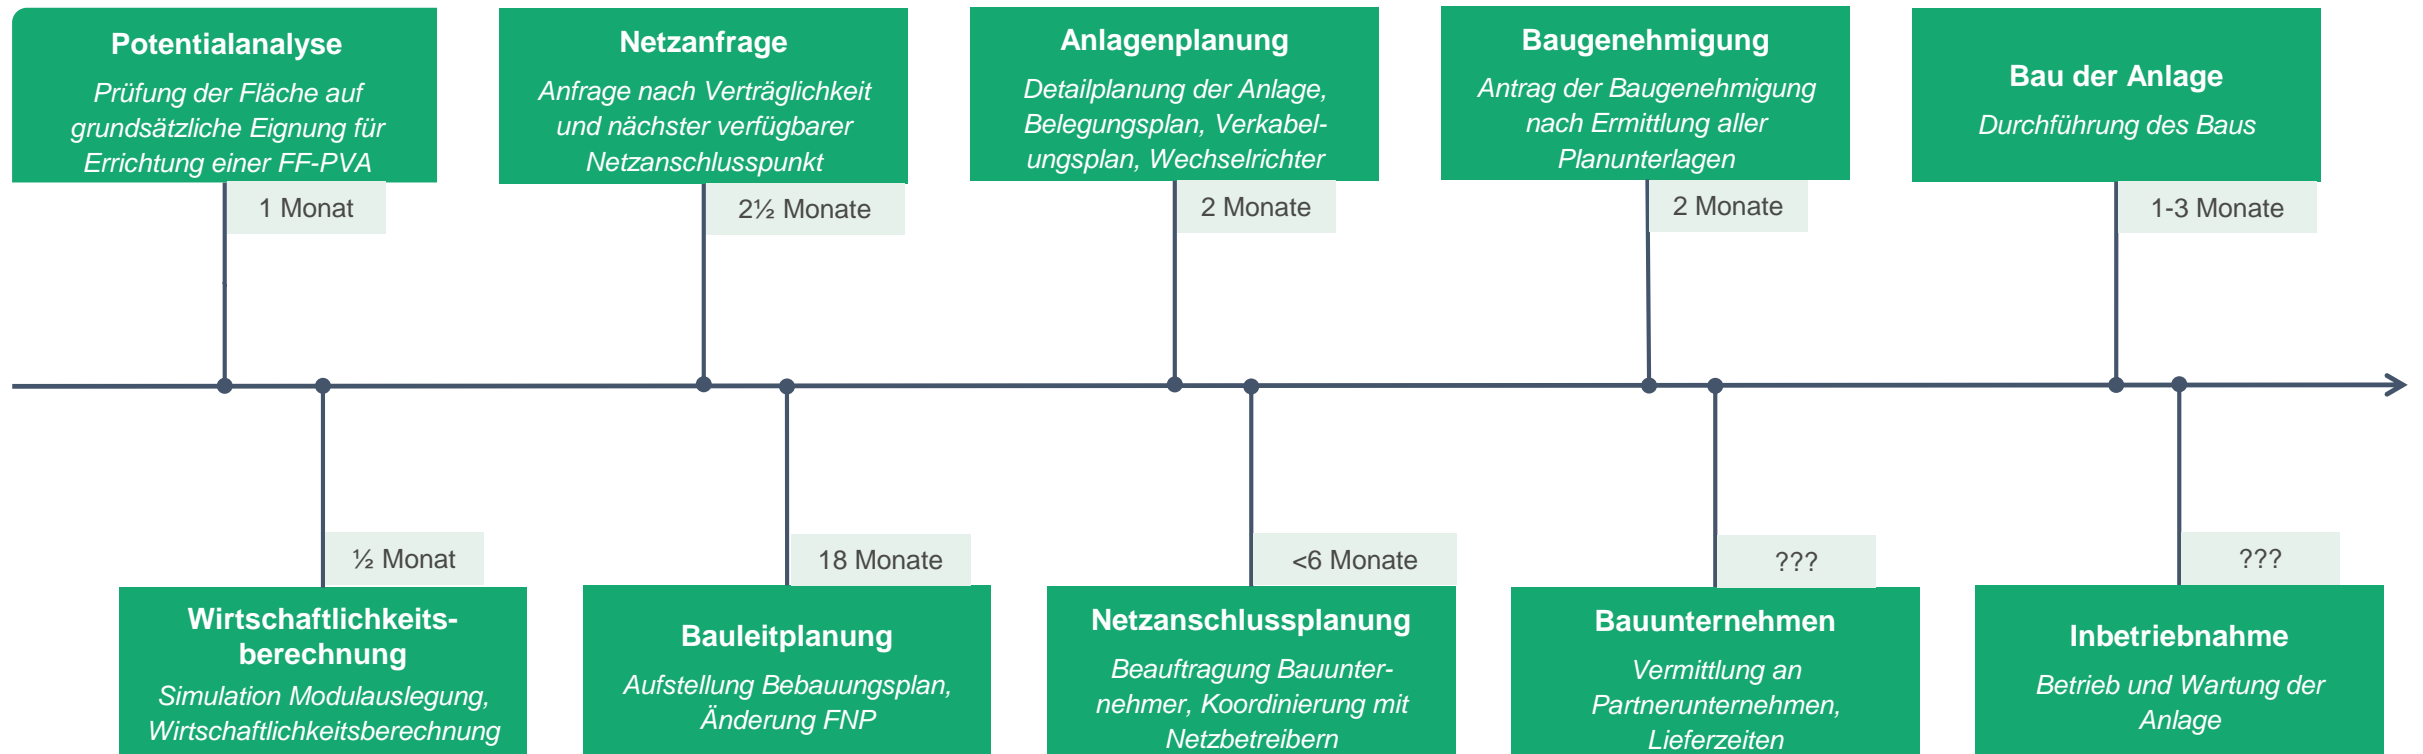 Potentialanalyse
Prüfung der Fläche auf
grundsätzliche Eignung für
Errichtung einer FF-PVA
1 Monat
Netzanfrage
Anfrage nach Verträglichkeit
und nächster verfügbarer
Netzanschlusspunkt
2½ Monate
Anlagenplanung
Detailplanung der Anlage,
Belegungsplan, Verkabel-
ungsplan, Wechselrichter
2 Monate
Baugenehmigung
Antrag der Baugenehmigung
nach Ermittlung aller
Planunterlagen
2 Monate
Bau der Anlage
Durchführung des Baus
1-3 Monate
½ Monat
Wirtschaftlichkeits-
berechnung
Simulation Modulauslegung,
Wirtschaftlichkeitsberechnung
18 Monate
Bauleitplanung
Aufstellung Bebauungsplan,
Änderung FNP
<6 Monate
Netzanschlussplanung
Beauftragung Bauunter-
nehmer, Koordinierung mit
Netzbetreibern
???
Bauunternehmen
Vermittlung an
Partnerunternehmen,
Lieferzeiten
???
Inbetriebnahme
Betrieb und Wartung der
Anlage